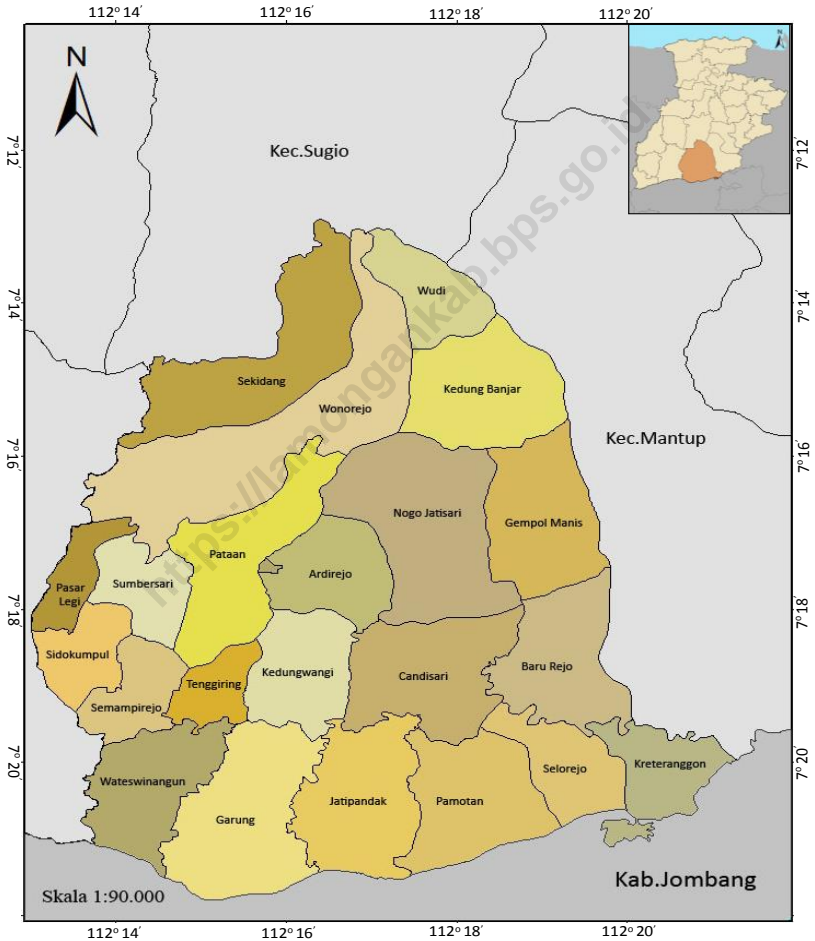 112° 14' 112° 16' 112° 18' 112° 20'
N
N
7° 12'
7° 12'
Kec.Sugio
https://lamongankab.bps.go.id
7° 14'
7° 14'
Wudi
Sekidang
Kedung Banjar
Wonorejo
Kec.Mantup
7° 16'
7° 16'
Nogo Jatisari
Gempol Manis
Pataan
Ardirejo
Sumbersari
Pasar
Legi
7° 18'
7° 18'
Sidokumpul
Baru Rejo
Kedungwangi
Candisari
Tenggiring
Semampirejo
7° 20'
7° 20'
Kreteranggon
Selorejo
Wateswinangun
Jatipandak
Pamotan
Garung
Kab.Jombang
Skala 1:90.000
112° 14' 112° 16' 112° 18' 112° 20'